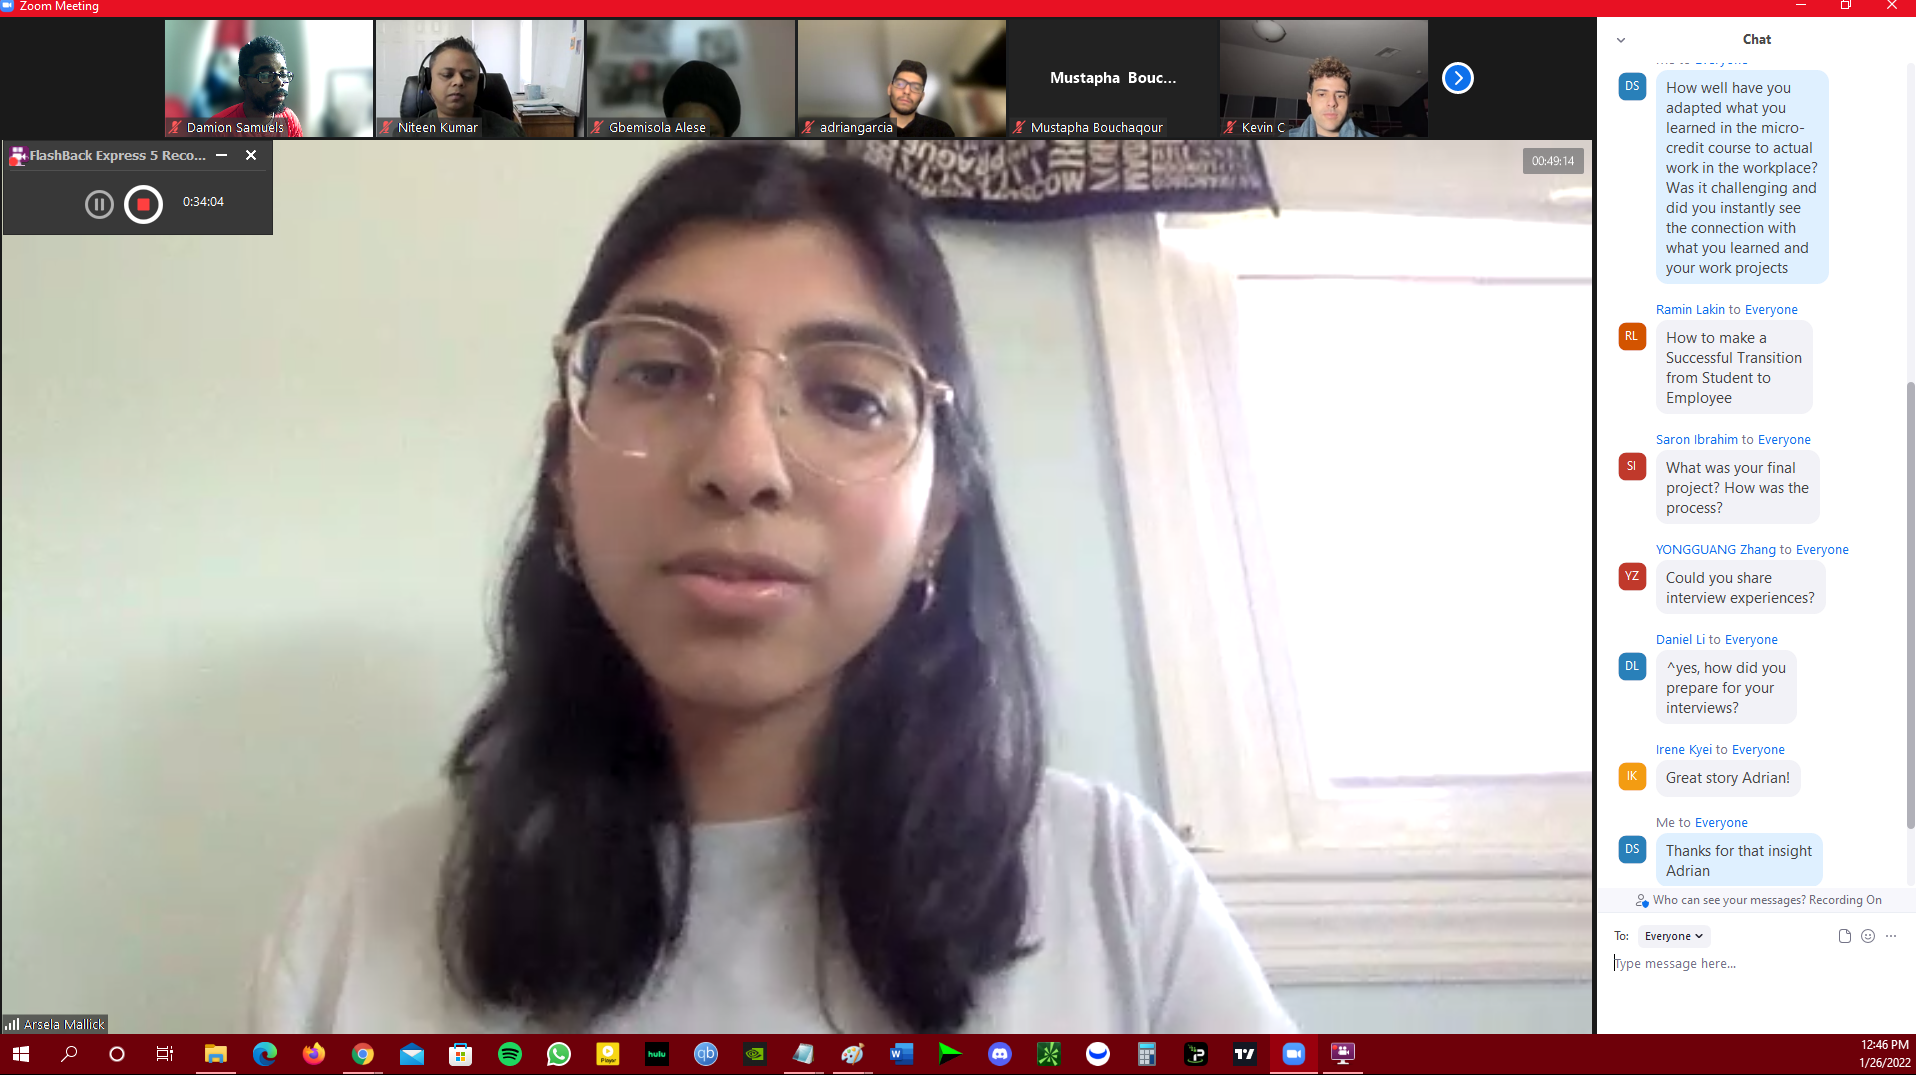 Zoom Meeting
Damion Samuels
Niteen Kumar
Gbemisola Alese
adriangarcia
Mustapha Bouc...
Mustapha Bouchaqour
Kevin C
FlashBack Express 5 Reco...
0:34:04
00:49:14
Chat
DS
How well have you
adapted what you
learned in the micro-
credit course to actual
work in the workplace?
Was it challenging and
did you instantly see
the connection with
what you learned and
your work projects
Ramin Lakin to Everyone
RL
How to make a
Successful Transition
from Student to
Employee
Saron Ibrahim to Everyone
SI
What was your final
project? How was the
process?
YONGGUANG Zhang to Everyone
YZ
Could you share
interview experiences?
Daniel Li to Everyone
DL
^yes, how did you
prepare for your
interviews?
Irene Kyei to Everyone
IK
Great story Adrian!
Me to Everyone
DS
Thanks for that insight
Adrian
Who can see your messages? Recording On
To: Everyone
Type message here...
Arsela Mallick
Player
hulu
qb
12:46 PM
1/26/2022